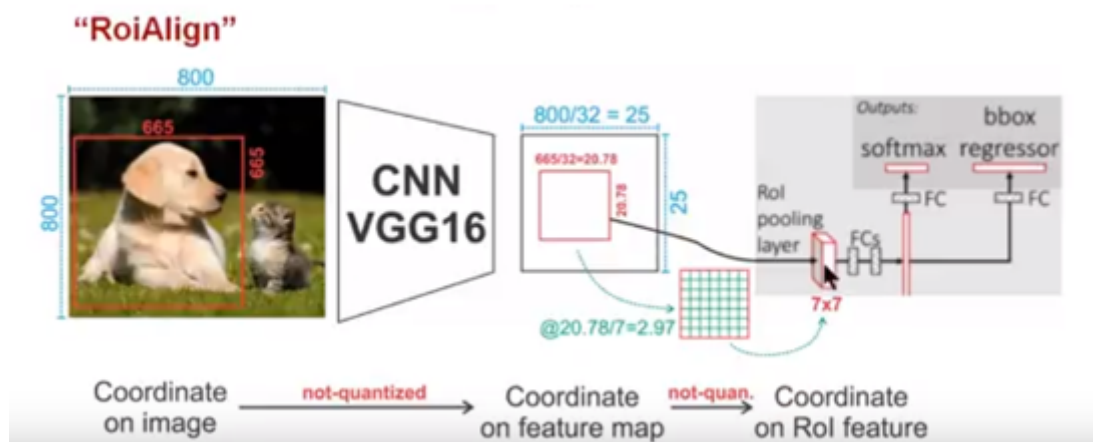 “RoiAlign”
800
800
665
665
CNN
VGG16
800/32 = 25
25
665/32=20.78
20.78
@20.78/7=2.97
RoI
pooling
layer
FCs
7x7
Outputs:
softmax
bbox
regressor
FC
FC
Coordinate
on image
not-quantized
Coordinate
on feature map
not-quan.
Coordinate
on RoI feature